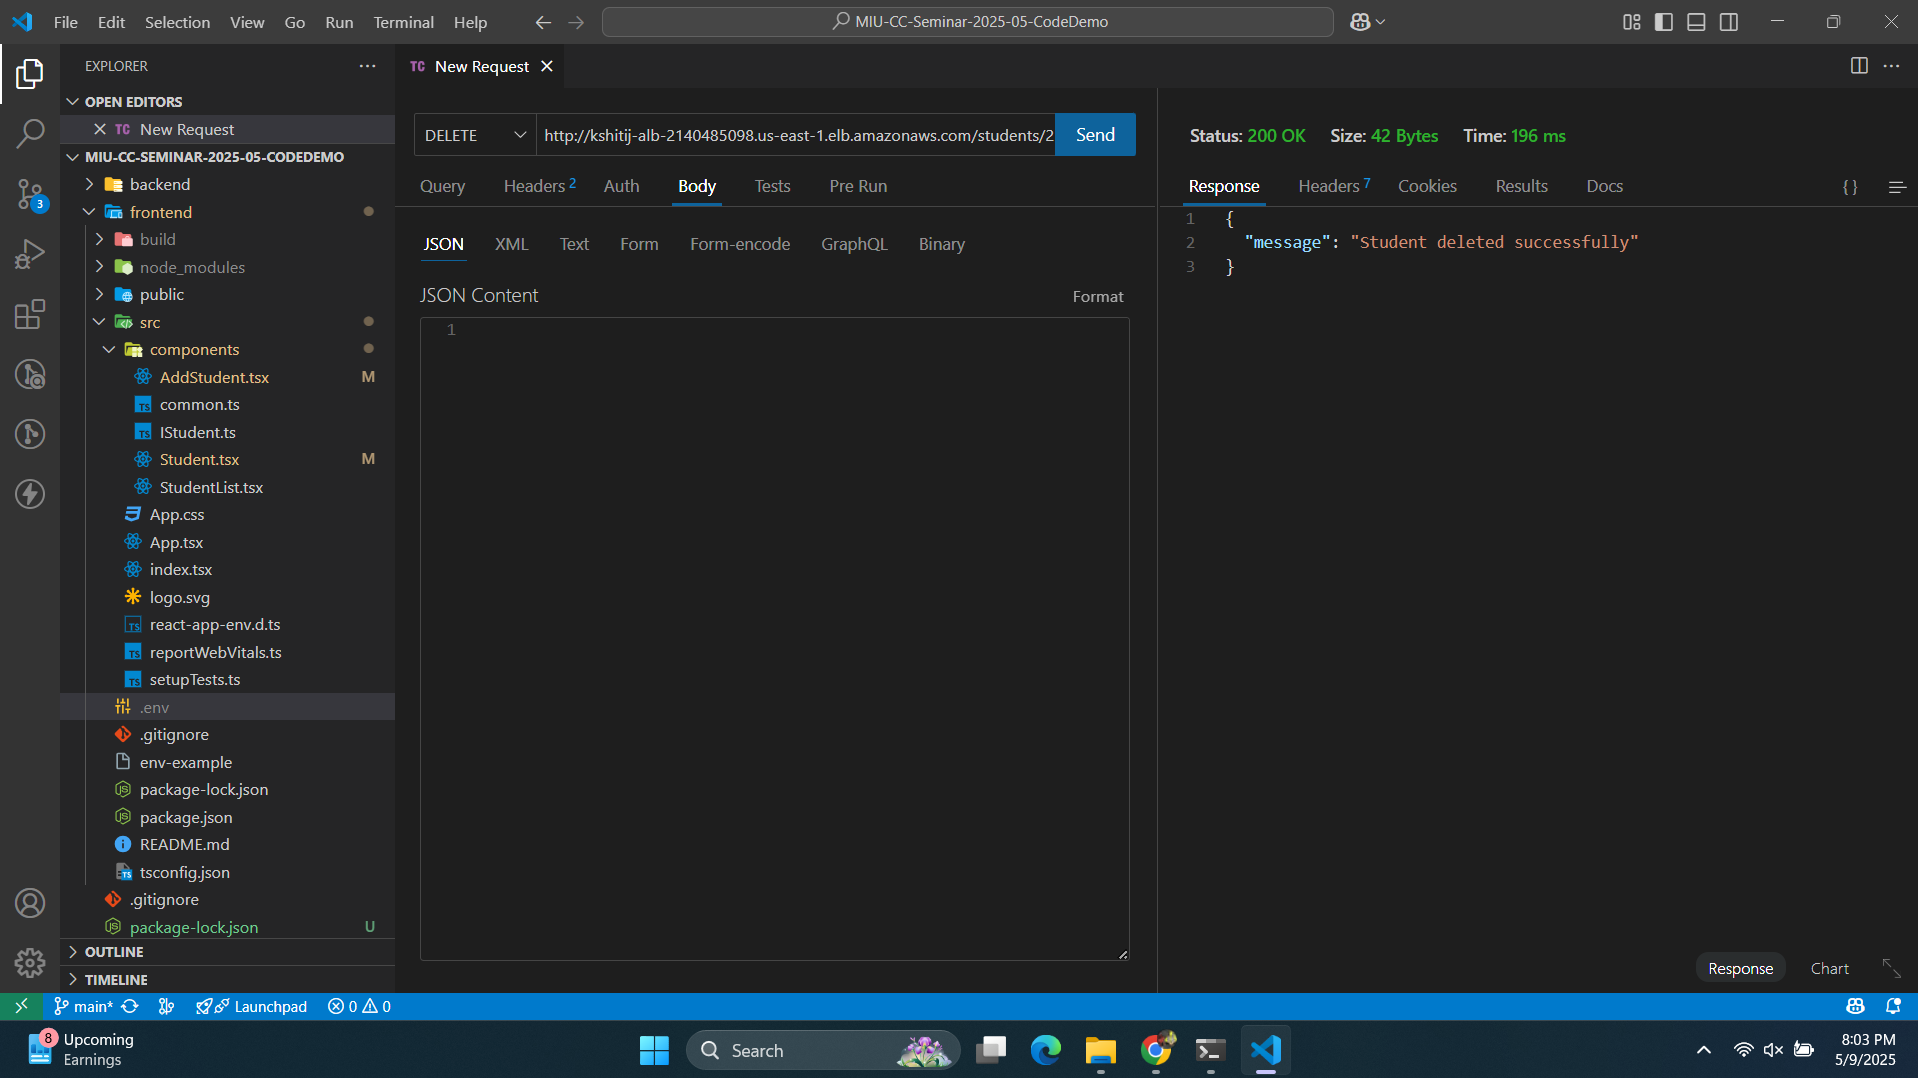 File Edit Selection View Go Run Terminal Help
MIU-CC-Seminar-2025-05-CodeDemo
EXPLORER
OPEN EDITORS
TC New Request
MIU-CC-SEMINAR-2025-05-CODEDEMO
backend
frontend
build
node_modules
public
src
components
AddStudent.tsx M
common.ts
IStudent.ts
Student.tsx M
StudentList.tsx
App.css
App.tsx
index.tsx
logo.svg
react-app-env.d.ts
reportWebVitals.ts
setupTests.ts
.env
.gitignore
env-example
package-lock.json
package.json
README.md
tsconfig.json
.gitignore
package-lock.json U
OUTLINE
TIMELINE
TC New Request
DELETE http://kshitij-alb-2140485098.us-east-1.elb.amazonaws.com/students/2 Send
Query Headers 2 Auth Body Tests Pre Run
JSON XML Text Form Form-encode GraphQL Binary
JSON Content Format
1
Status: 200 OK Size: 42 Bytes Time: 196 ms
Response Headers 7 Cookies Results Docs { }
1 {
2 "message": "Student deleted successfully"
3 }
Response Chart
3
main* Launchpad 0 0
8 Upcoming
Earnings
Search
8:03 PM
5/9/2025